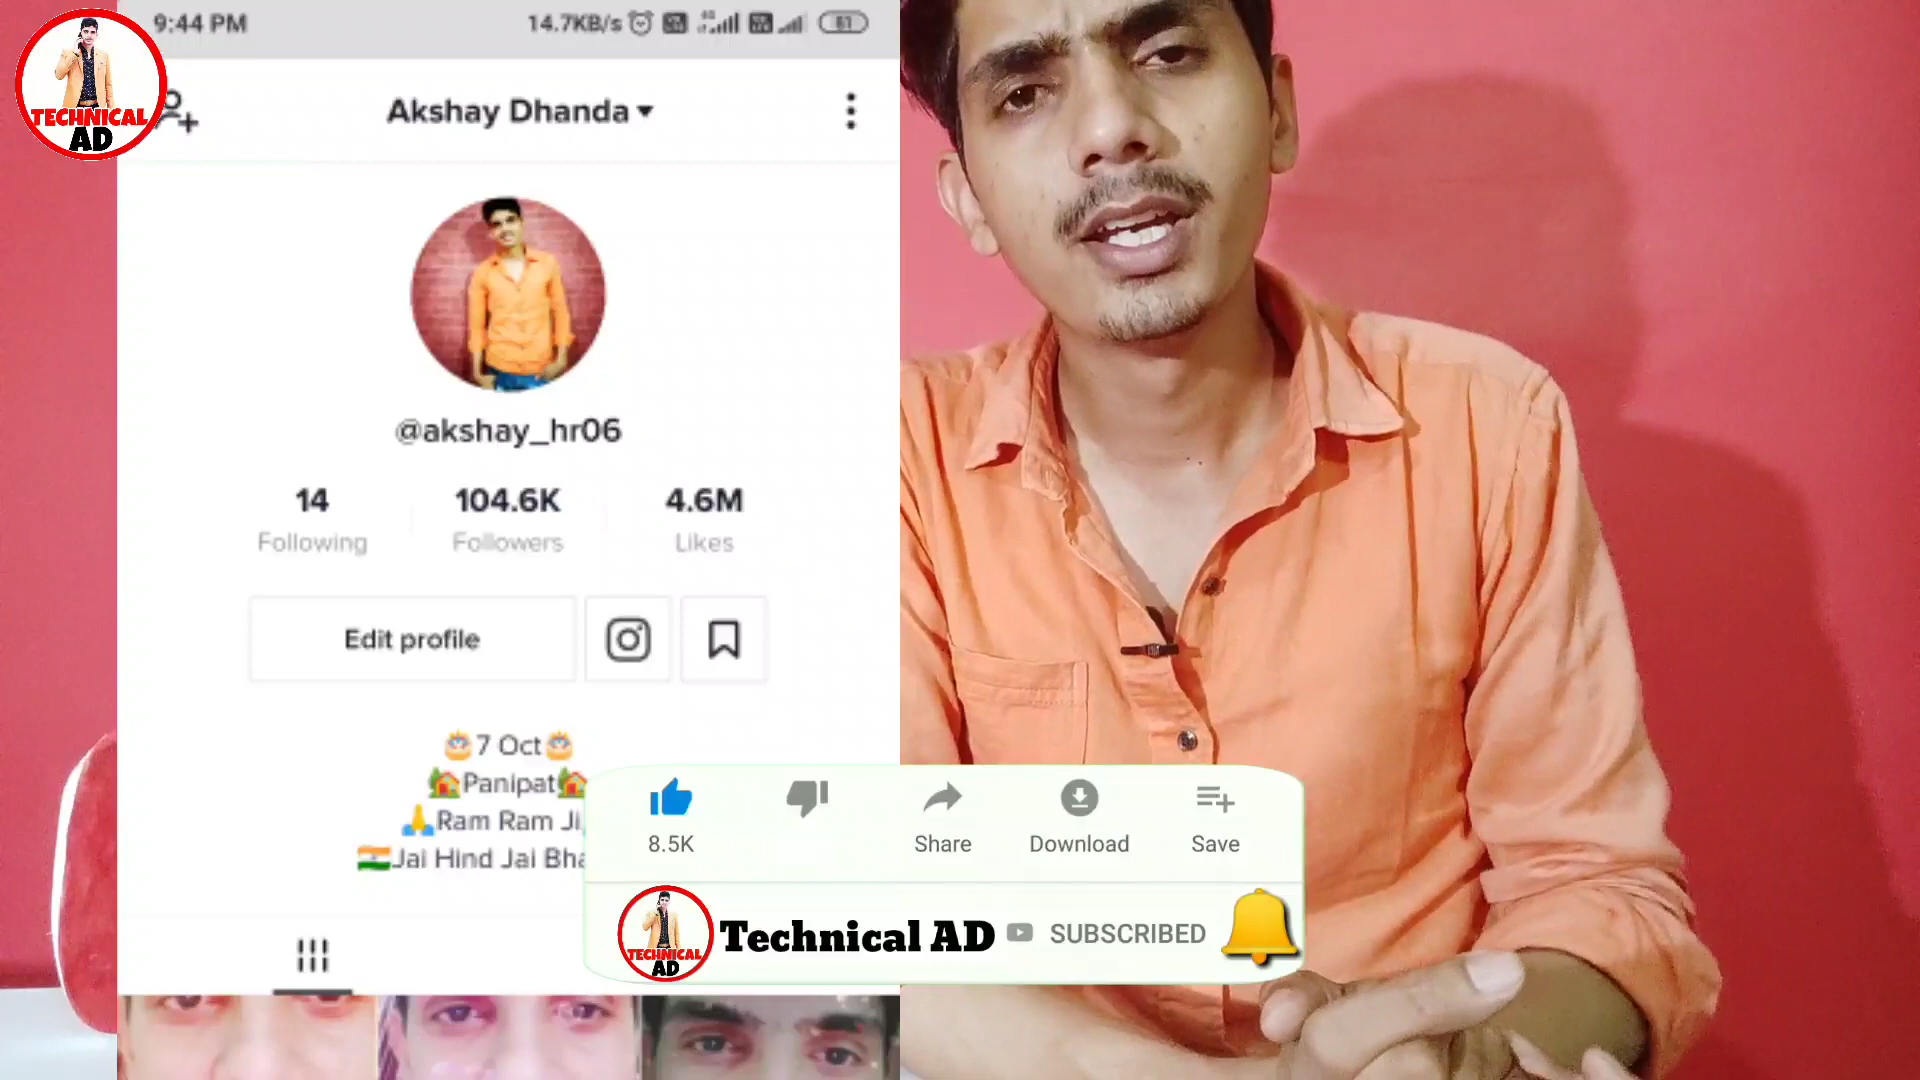 9:44 PM
14.7KB/s
TECHNICAL
AD
Akshay Dhanda
@akshay_hr06
14
104.6K
4.6M
Following
Followers
Likes
Edit profile
🎂7 Oct🎂
🏡Panipat🏡
🙏Ram Ram Ji
🇮🇳Jai Hind Jai Bha
8.5K
Share
Download
Save
TECHNICAL
AD
Technical AD
SUBSCRIBED